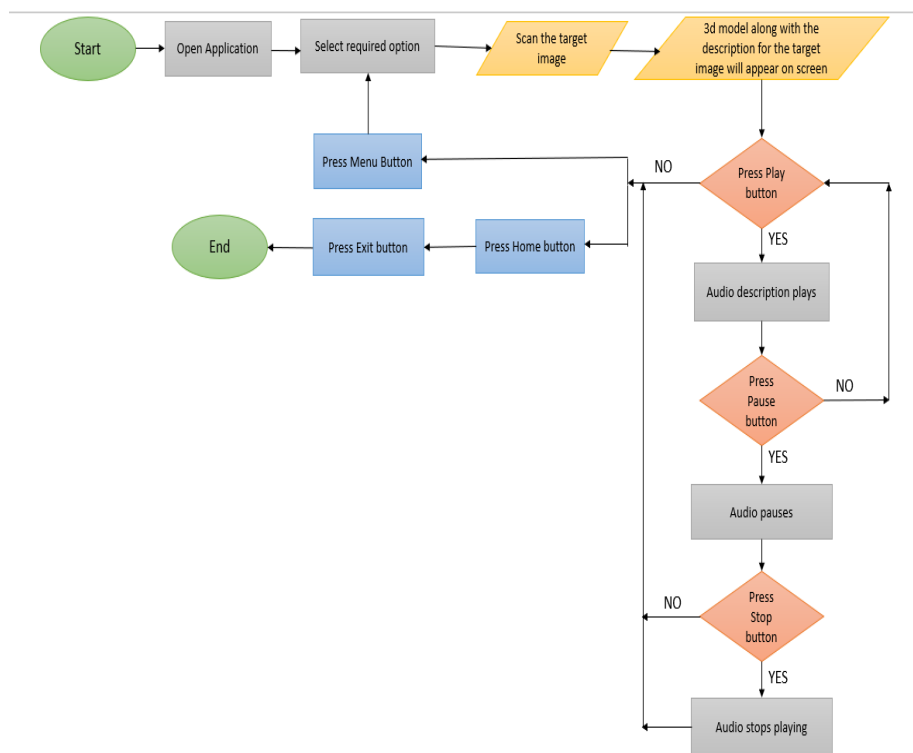 Start
Open Application
Select required option
Scan the target
image
3d model along with the
description for the target
image will appear on screen
Press Menu Button
NO
Press Play
button
End
Press Exit button
Press Home button
YES
Audio description plays
Press
Pause
button
NO
YES
Audio pauses
Press
Stop
button
NO
YES
Audio stops playing